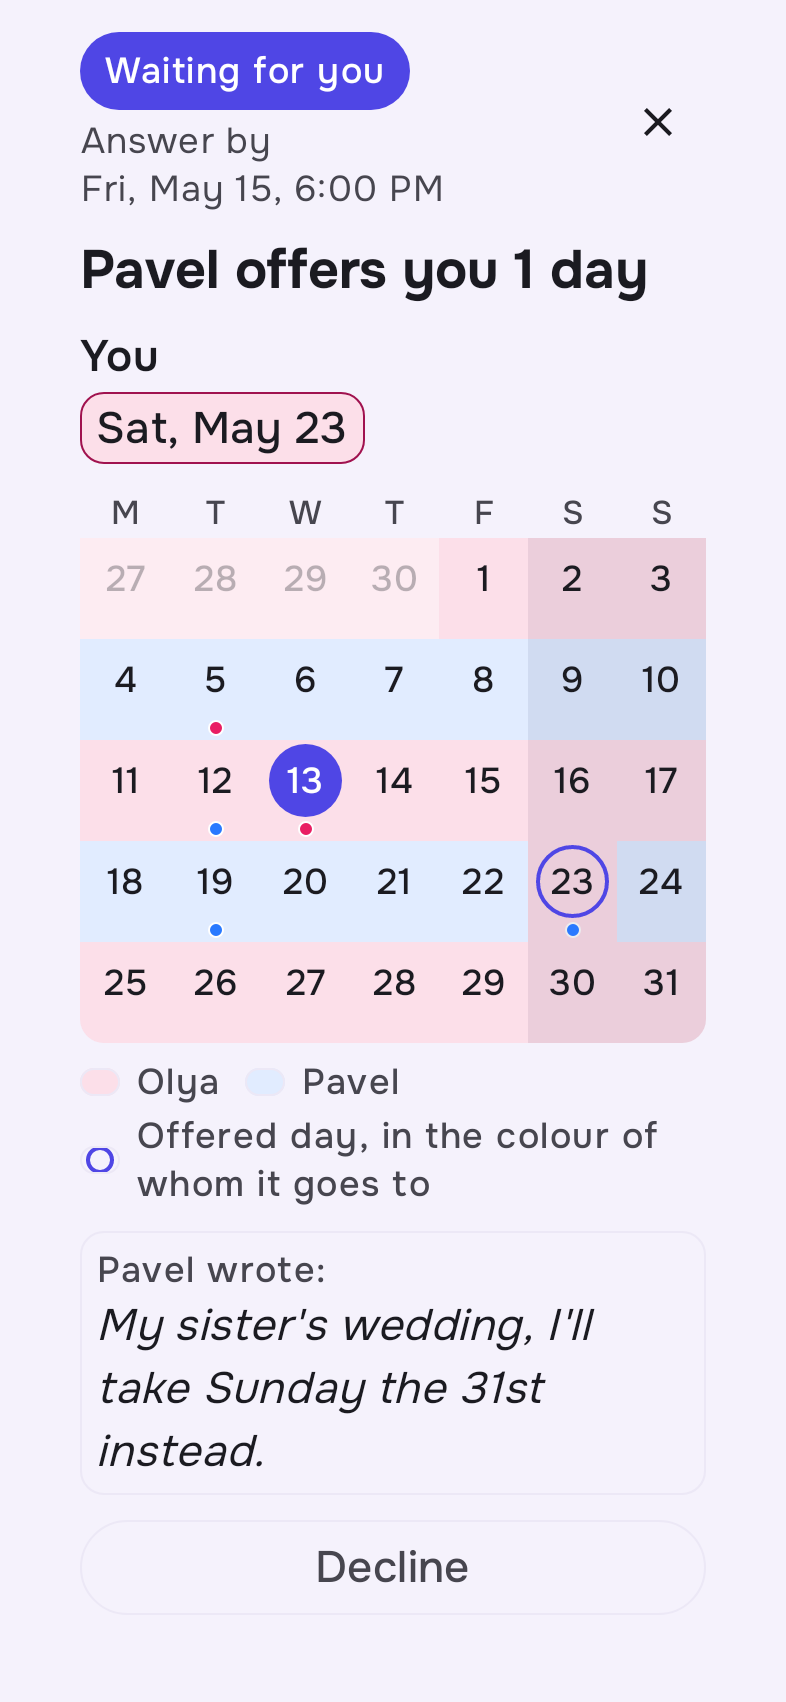 Waiting for you
Answer by
Fri, May 15, 6:00 PM
Pavel offers you 1 day
You
Sat, May 23
M T W T F S S
27 28 29 30 1 2 3
4 5 6 7 8 9 10
11 12 13 14 15 16 17
18 19 20 21 22 23 24
25 26 27 28 29 30 31
Olya Pavel
Offered day, in the colour of
whom it goes to
Pavel wrote:
My sister's wedding, I'll
take Sunday the 31st
instead.
Decline